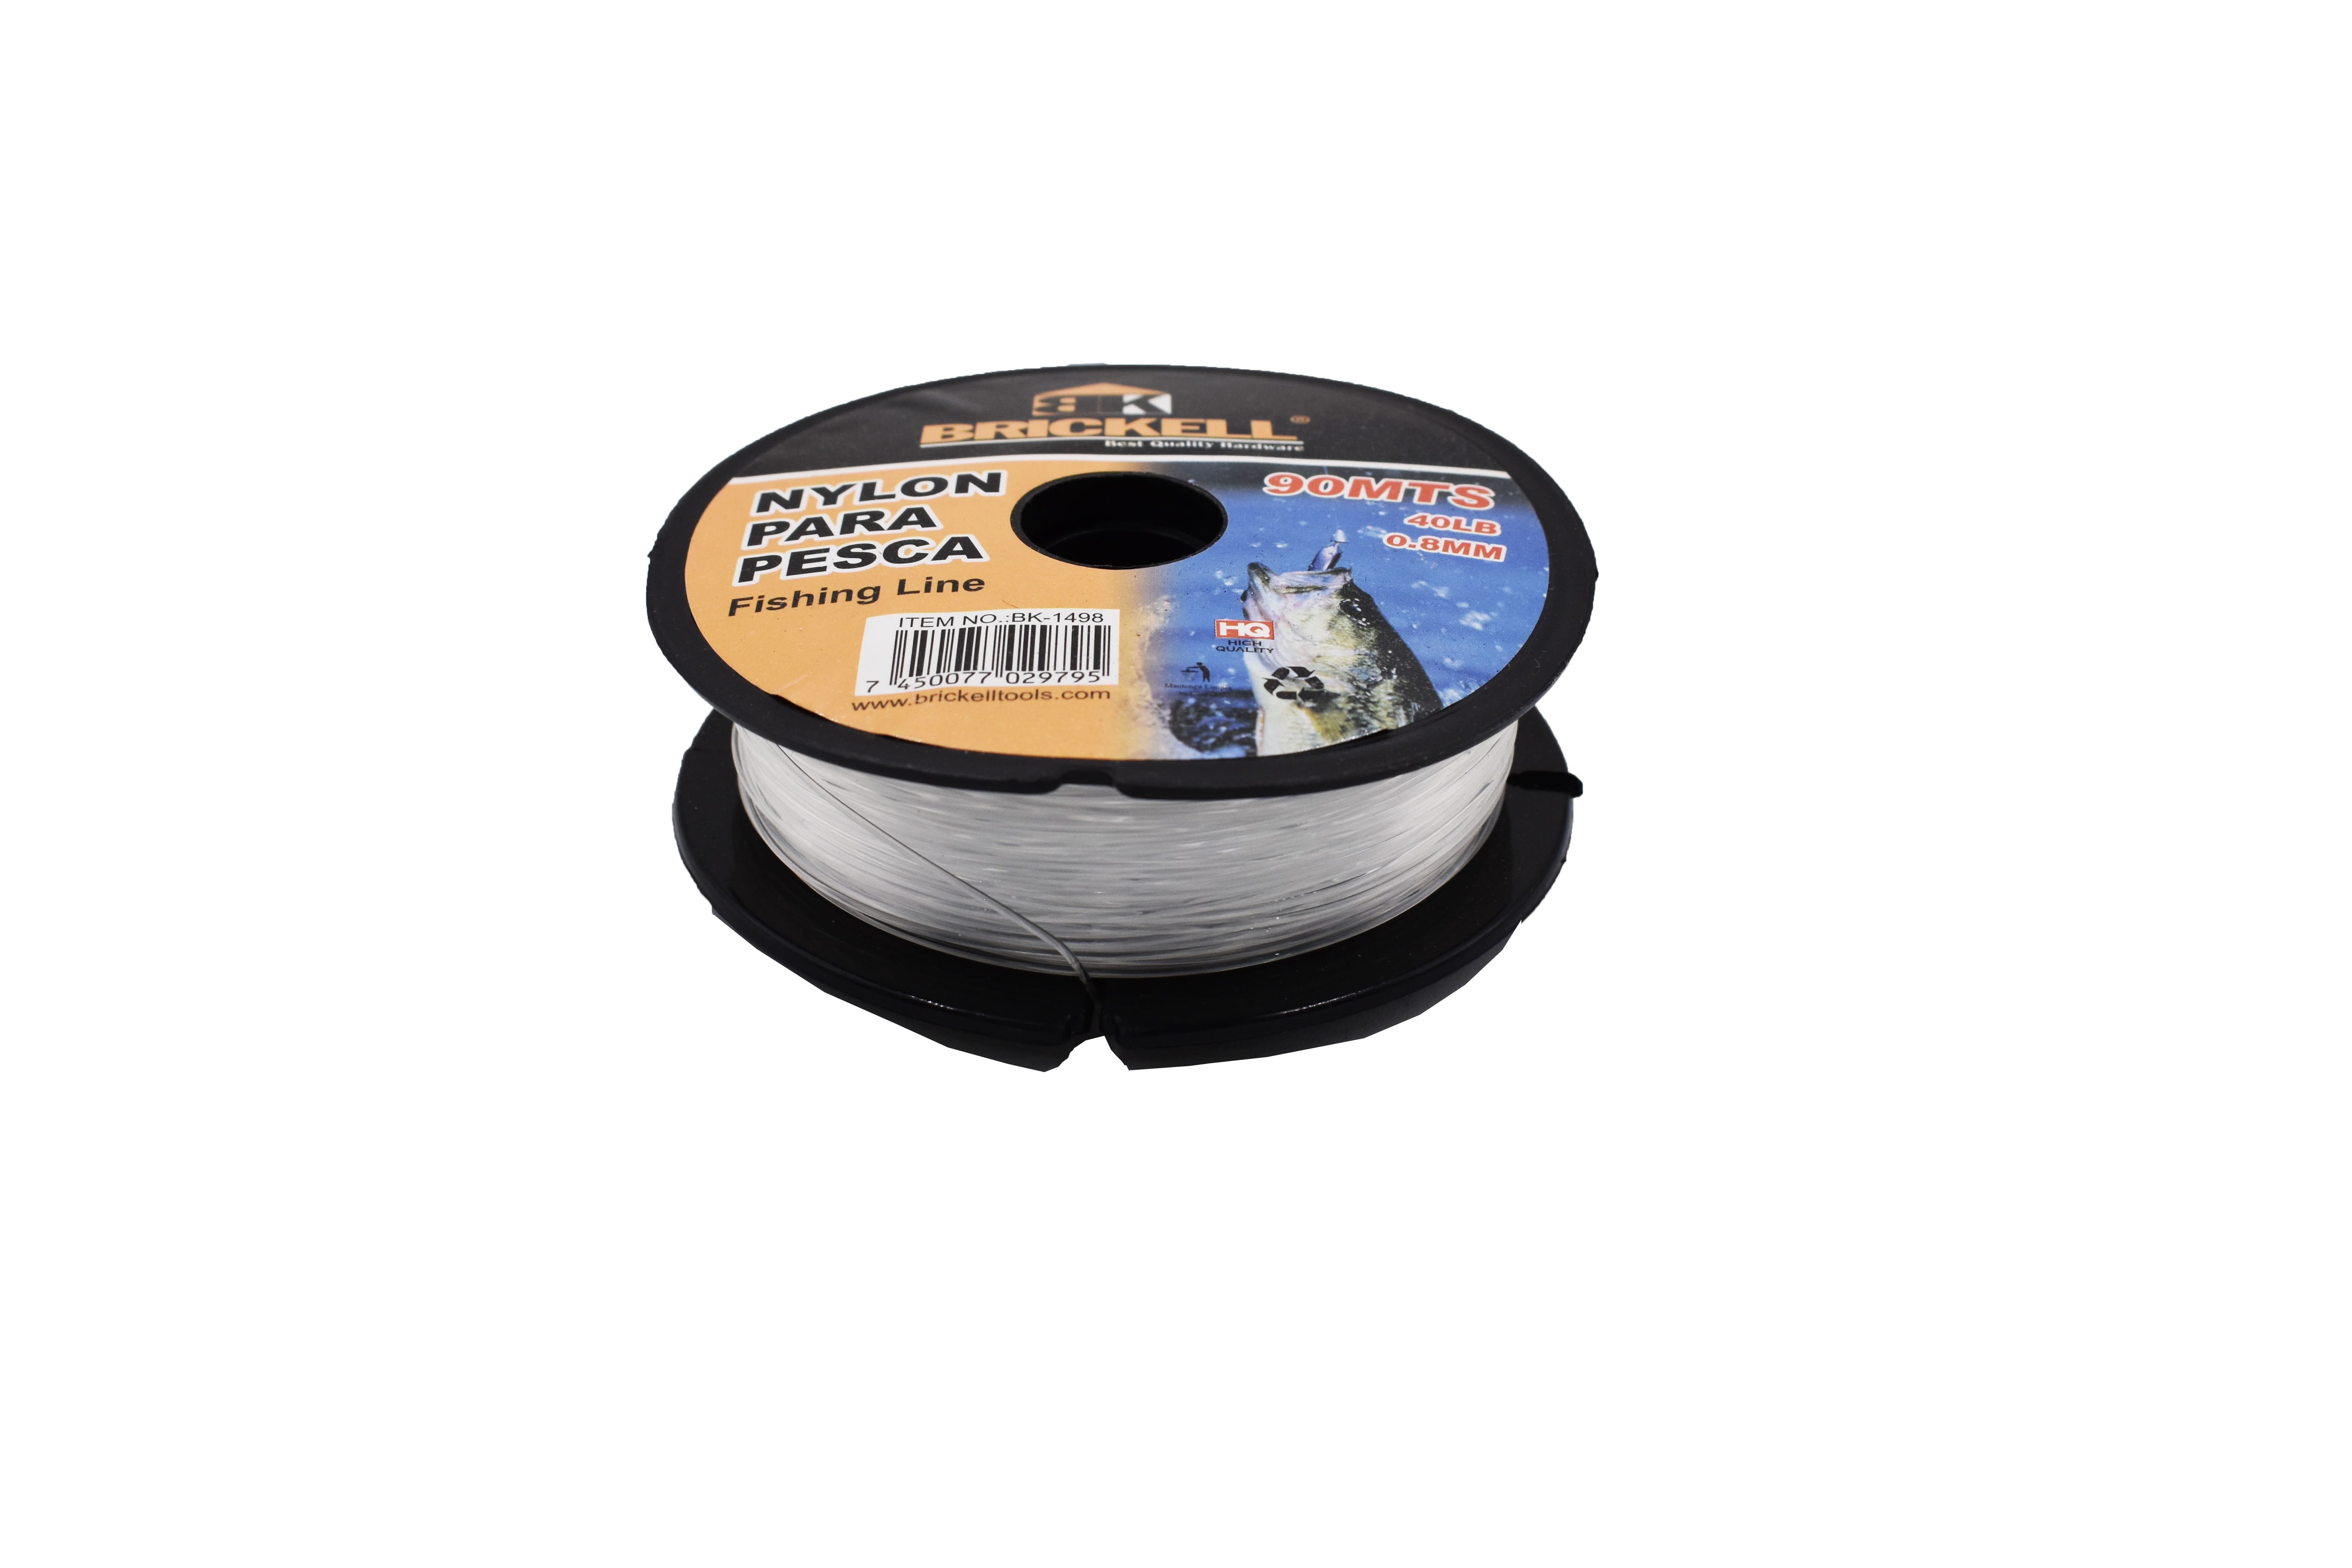 BK
BRICKELL®
Best Quality Hardware
NYLON
PARA
PESCA
Fishing Line
90MTS
40LB
0.8MM
ITEM NO.:BK-1498
7 450077 029795
www.brickelltools.com
HQ
HIGH
QUALITY